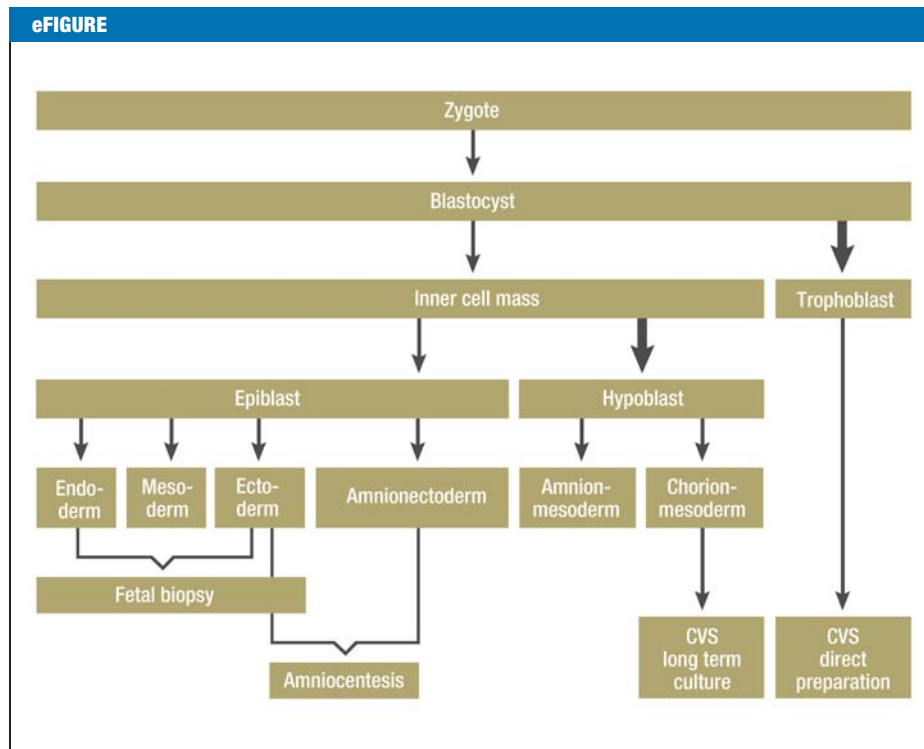 eFIGURE
Zygote
Blastocyst
Inner cell mass
Trophoblast
Epiblast
Hypoblast
Endo-
derm
Meso-
derm
Ecto-
derm
Amnionectoderm
Amnion-
mesoderm
Chorion-
mesoderm
Fetal biopsy
Amniocentesis
CVS
long term
culture
CVS
direct
preparation